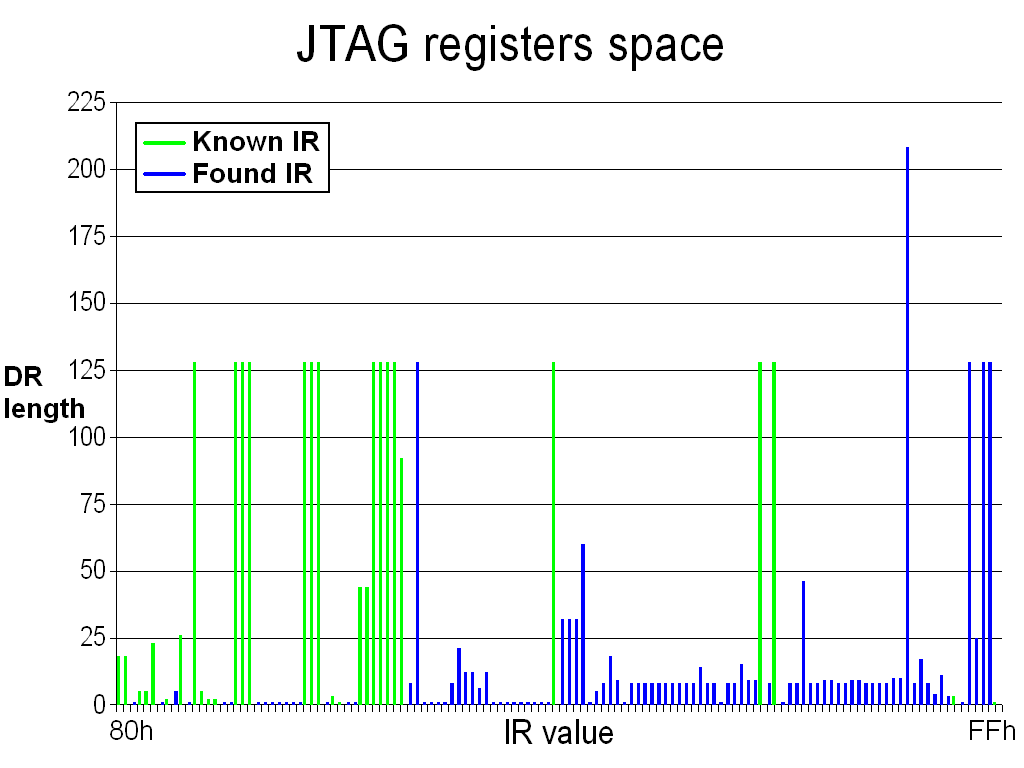 JTAG registers space
225
Known IR
Found IR
200
175
150
125
DR
length
100
75
50
25
0
80h
IR value
FFh